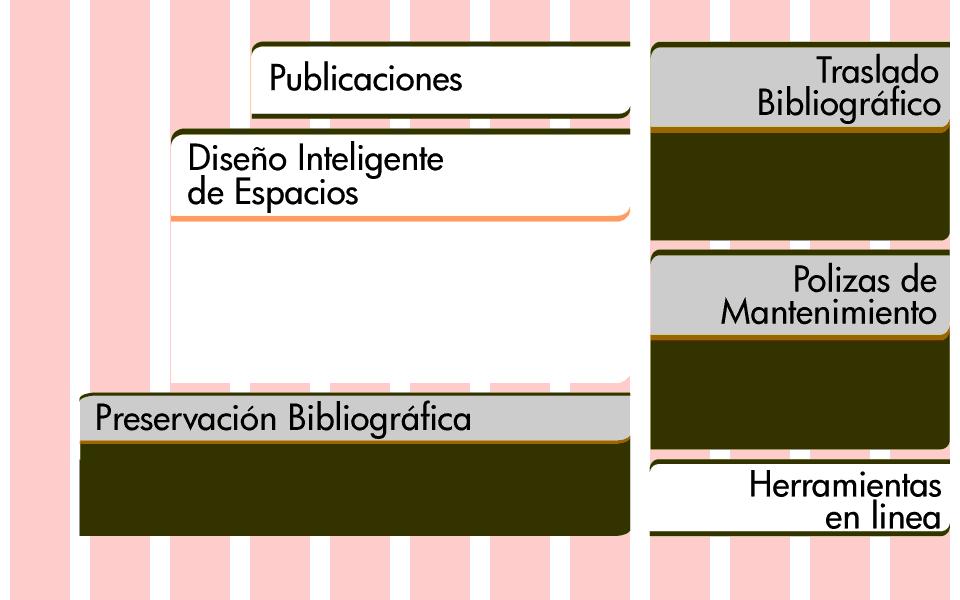 Publicaciones
Diseño Inteligente
de Espacios
Preservación Bibliográfica
Traslado
Bibliográfico
Polizas de
Mantenimiento
Herramientas
en linea